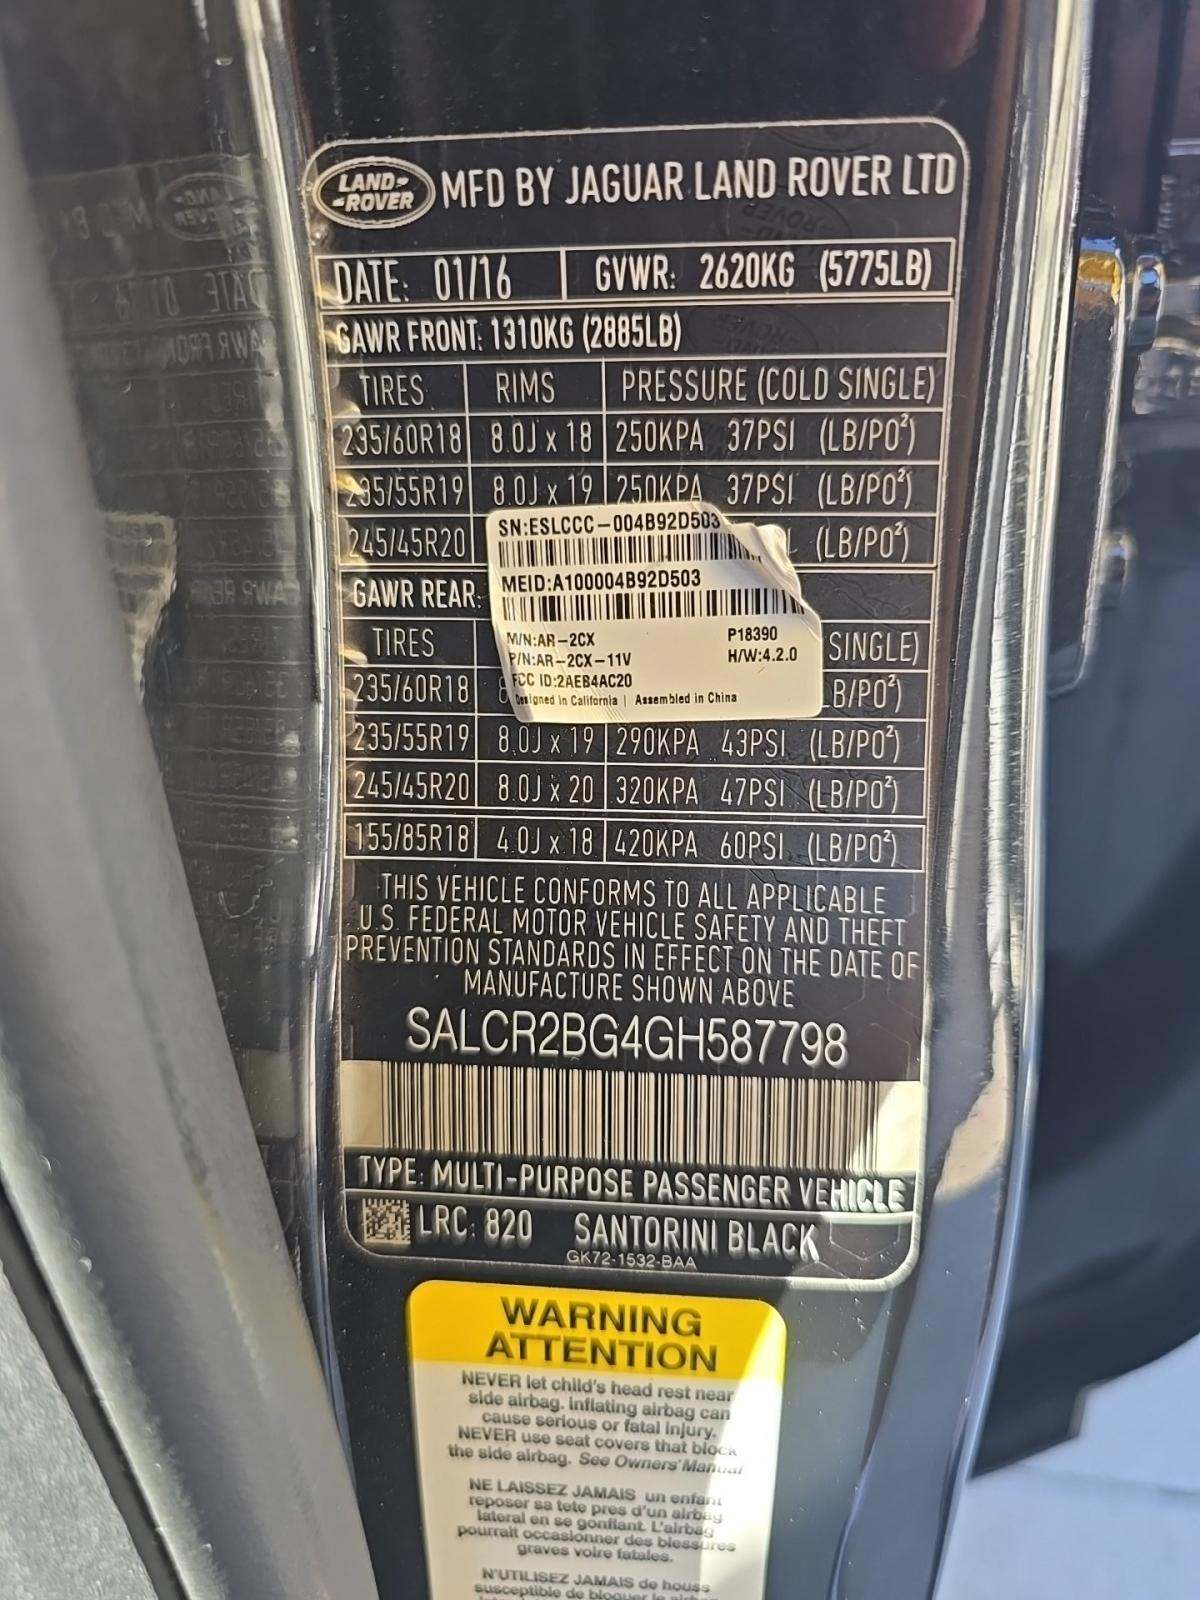 LAND-
-ROVER
MFD BY JAGUAR LAND ROVER LTD
DATE: 01/16 GVWR: 2620KG (5775LB)
GAWR FRONT: 1310KG (2885LB)
TIRES RIMS PRESSURE (COLD SINGLE)
235/60R18 8.0J x 18 250KPA 37PSI (LB/PO²)
235/55R19 8.0J x 19 250KPA 37PSI (LB/PO²)
245/45R20 (LB/PO²)
SN:ESLCCC-004B92D503
MEID:A100004B92D503
M/N:AR-2CX P18390
P/N:AR-2CX-11V H/W:4.2.0
FCC ID:2AEB4AC20
Designed in California | Assembled in China
GAWR REAR:
TIRES SINGLE)
235/60R18 8 LB/PO²)
235/55R19 8.0J x 19 290KPA 43PSI (LB/PO²)
245/45R20 8.0J x 20 320KPA 47PSI (LB/PO²)
155/85R18 4.0J x 18 420KPA 60PSI (LB/PO²)
THIS VEHICLE CONFORMS TO ALL APPLICABLE
U.S. FEDERAL MOTOR VEHICLE SAFETY AND THEFT
PREVENTION STANDARDS IN EFFECT ON THE DATE OF
MANUFACTURE SHOWN ABOVE
SALCR2BG4GH587798
TYPE: MULTI-PURPOSE PASSENGER VEHICLE
LRC: 820 SANTORINI BLACK
GK72-1532-BAA
WARNING
ATTENTION
NEVER let child's head rest near
side airbag. Inflating airbag can
cause serious or fatal injury.
NEVER use seat covers that block
the side airbag. See Owners' Manual
NE LAISSEZ JAMAIS un enfant
reposer sa tete pres d'un airbag
lateral en se gonflant. L'airbag
pourrait occasionner des blessures
graves voire fatales.
N'UTILISEZ JAMAIS de houss
susceptible de bloquer le